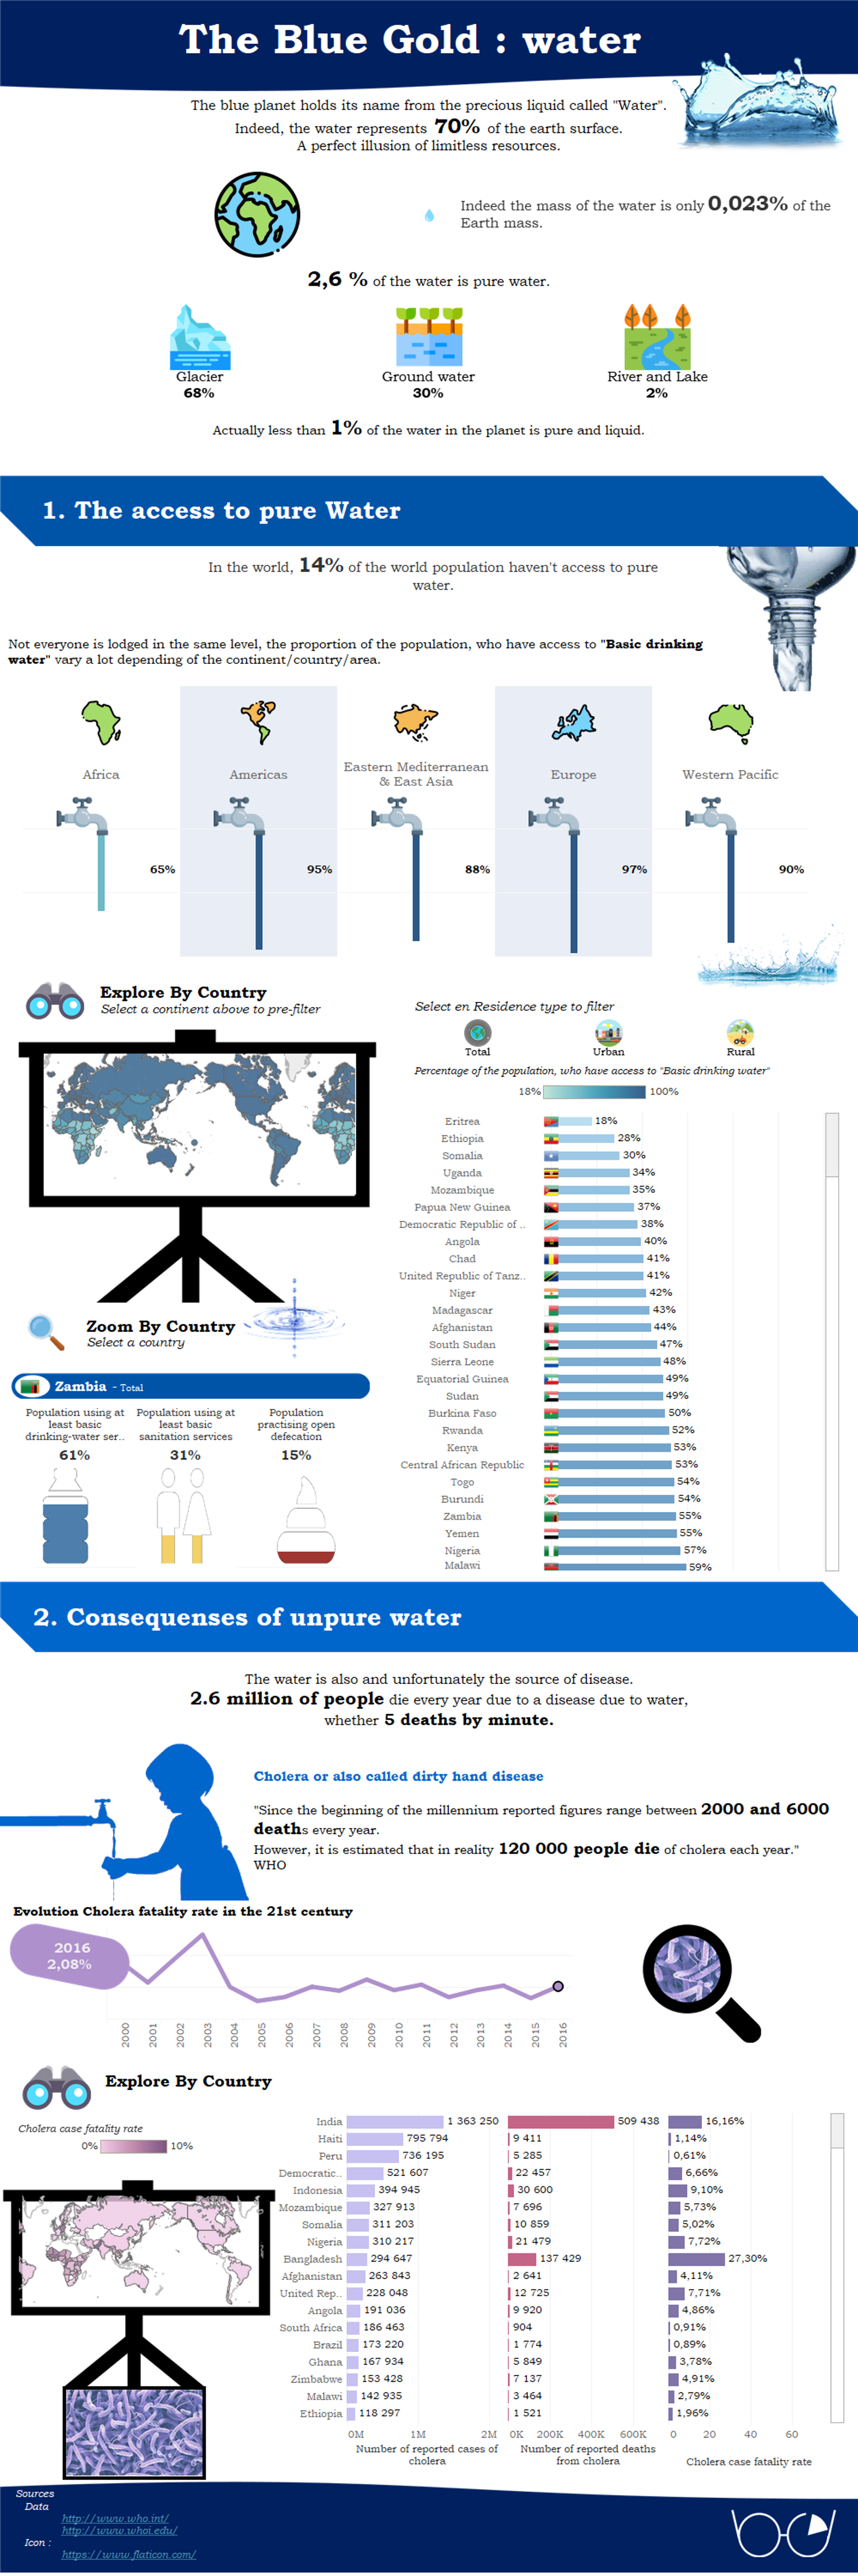 The Blue Gold : water
The blue planet holds its name from the precious liquid called "Water".
Indeed, the water represents 70% of the earth surface.
A perfect illusion of limitless resources.
Indeed the mass of the water is only 0,023% of the
Earth mass.
2,6 % of the water is pure water.
Glacier
68%
Ground water
30%
River and Lake
2%
Actually less than 1% of the water in the planet is pure and liquid.
1. The access to pure Water
In the world, 14% of the world population haven't access to pure
water.
Not everyone is lodged in the same level, the proportion of the population, who have access to "Basic drinking
water" vary a lot depending of the continent/country/area.
Africa
Americas
Eastern Mediterranean
& East Asia
Europe
Western Pacific
65%
95%
88%
97%
90%
Explore By Country
Select a continent above to pre-filter
Select en Residence type to filter
Total
Urban
Rural
Percentage of the population, who have access to "Basic drinking water"
18% 100%
Eritrea 18%
Ethiopia 28%
Somalia 30%
Uganda 34%
Mozambique 35%
Papua New Guinea 37%
Democratic Republic of .. 38%
Angola 40%
Chad 41%
United Republic of Tanz.. 41%
Niger 42%
Madagascar 43%
Afghanistan 44%
South Sudan 47%
Sierra Leone 48%
Equatorial Guinea 49%
Sudan 49%
Burkina Faso 50%
Rwanda 52%
Kenya 53%
Central African Republic 53%
Togo 54%
Burundi 54%
Zambia 55%
Yemen 55%
Nigeria 57%
Malawi 59%
Zoom By Country
Select a country
Zambia - Total
Population using at
least basic
drinking-water ser..
61%
Population using at
least basic
sanitation services
31%
Population
practising open
defecation
15%
2. Consequenses of unpure water
The water is also and unfortunately the source of disease.
2.6 million of people die every year due to a disease due to water,
whether 5 deaths by minute.
Cholera or also called dirty hand disease
"Since the beginning of the millennium reported figures range between 2000 and 6000
deaths every year.
However, it is estimated that in reality 120 000 people die of cholera each year."
WHO
Evolution Cholera fatality rate in the 21st century
2016
2,08%
2000 2001 2002 2003 2004 2005 2006 2007 2008 2009 2010 2011 2012 2013 2014 2015 2016
Explore By Country
Cholera case fatality rate
0% 10%
India 1 363 250 509 438 16,16%
Haiti 795 794 9 411 1,14%
Peru 736 195 5 285 0,61%
Democratic.. 521 607 22 457 6,66%
Indonesia 394 945 30 600 9,10%
Mozambique 327 913 7 696 5,73%
Somalia 311 203 10 859 5,02%
Nigeria 310 217 21 479 7,72%
Bangladesh 294 647 137 429 27,30%
Afghanistan 263 843 2 641 4,11%
United Rep.. 228 048 12 725 7,71%
Angola 191 036 9 920 4,86%
South Africa 186 463 904 0,91%
Brazil 173 220 1 774 0,89%
Ghana 167 934 5 849 3,78%
Zimbabwe 153 428 7 137 4,91%
Malawi 142 935 3 464 2,79%
Ethiopia 118 297 1 521 1,96%
0M 1M 2M 0K 200K 400K 600K 0 20 40 60
Number of reported cases of
cholera
Number of reported deaths
from cholera
Cholera case fatality rate
Sources
Data
http://www.who.int/
http://www.whoi.edu/
Icon :
https://www.flaticon.com/